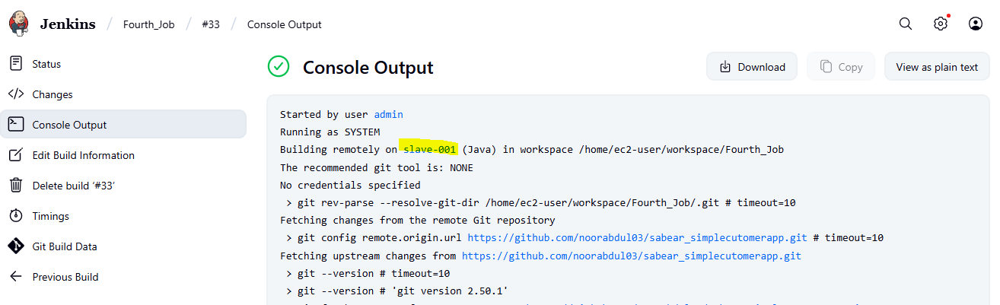 Jenkins / Fourth_Job / #33 / Console Output
Status
Changes
Console Output
Edit Build Information
Delete build ‘#33’
Timings
Git Build Data
Previous Build
Console Output
Download
Copy
View as plain text
Started by user admin
Running as SYSTEM
Building remotely on slave-001 (Java) in workspace /home/ec2-user/workspace/Fourth_Job
The recommended git tool is: NONE
No credentials specified
> git rev-parse --resolve-git-dir /home/ec2-user/workspace/Fourth_Job/.git # timeout=10
Fetching changes from the remote Git repository
> git config remote.origin.url https://github.com/noorabdul03/sabear_simplecutomerapp.git # timeout=10
Fetching upstream changes from https://github.com/noorabdul03/sabear_simplecutomerapp.git
> git --version # timeout=10
> git --version # 'git version 2.50.1'